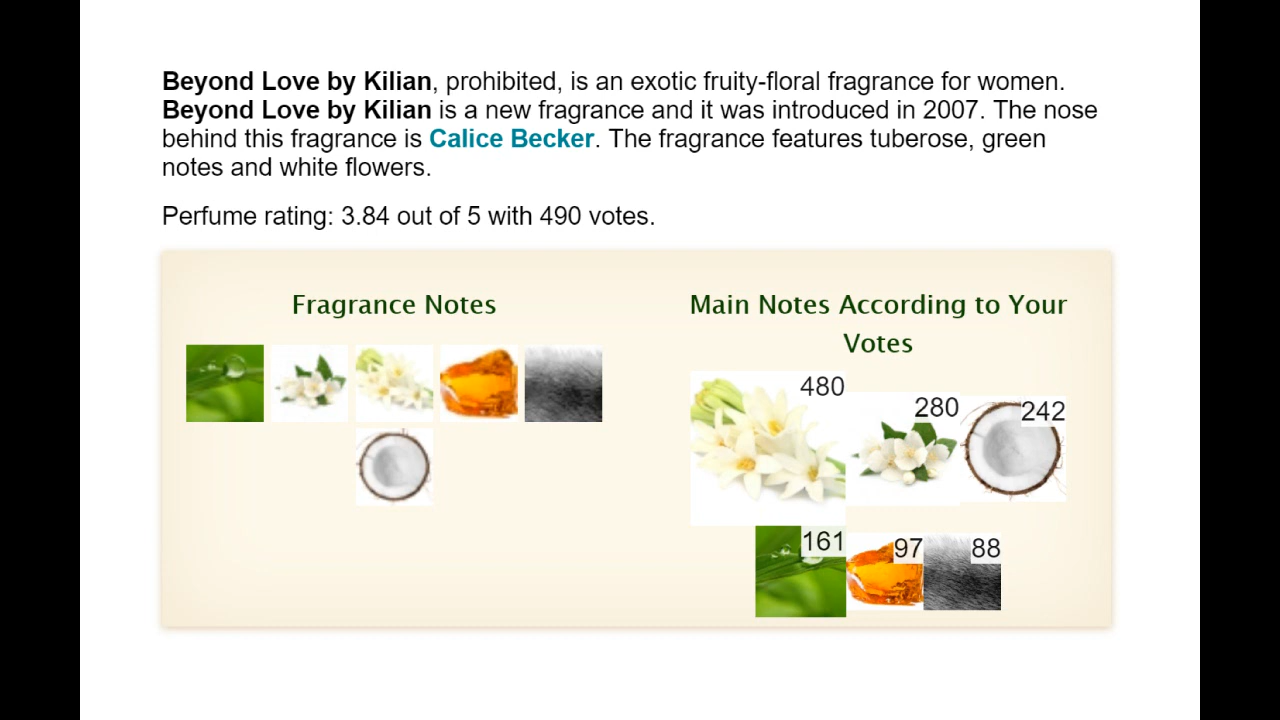 Beyond Love by Kilian, prohibited, is an exotic fruity-floral fragrance for women.
Beyond Love by Kilian is a new fragrance and it was introduced in 2007. The nose
behind this fragrance is Calice Becker. The fragrance features tuberose, green
notes and white flowers.
Perfume rating: 3.84 out of 5 with 490 votes.
Fragrance Notes
Main Notes According to Your
Votes
480
280
242
161
97
88